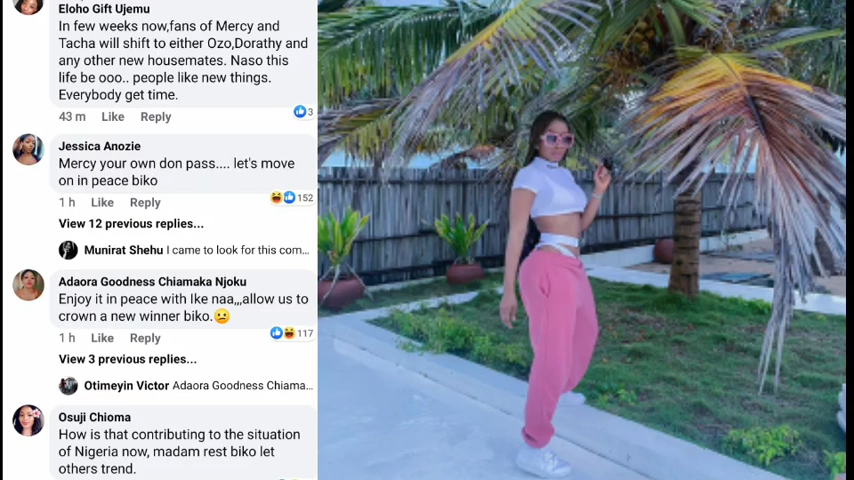 Eloho Gift Ujemu
In few weeks now,fans of Mercy and
Tacha will shift to either Ozo,Dorathy and
any other new housemates. Naso this
life be ooo.. people like new things.
Everybody get time.
43 m Like Reply 3
Jessica Anozie
Mercy your own don pass.... let's move
on in peace biko
1 h Like Reply 152
View 12 previous replies...
Munirat Shehu I came to look for this com...
Adaora Goodness Chiamaka Njoku
Enjoy it in peace with Ike naa,,,allow us to
crown a new winner biko.😕
1 h Like Reply 117
View 3 previous replies...
Otimeyin Victor Adaora Goodness Chiama...
Osuji Chioma
How is that contributing to the situation
of Nigeria now, madam rest biko let
others trend.